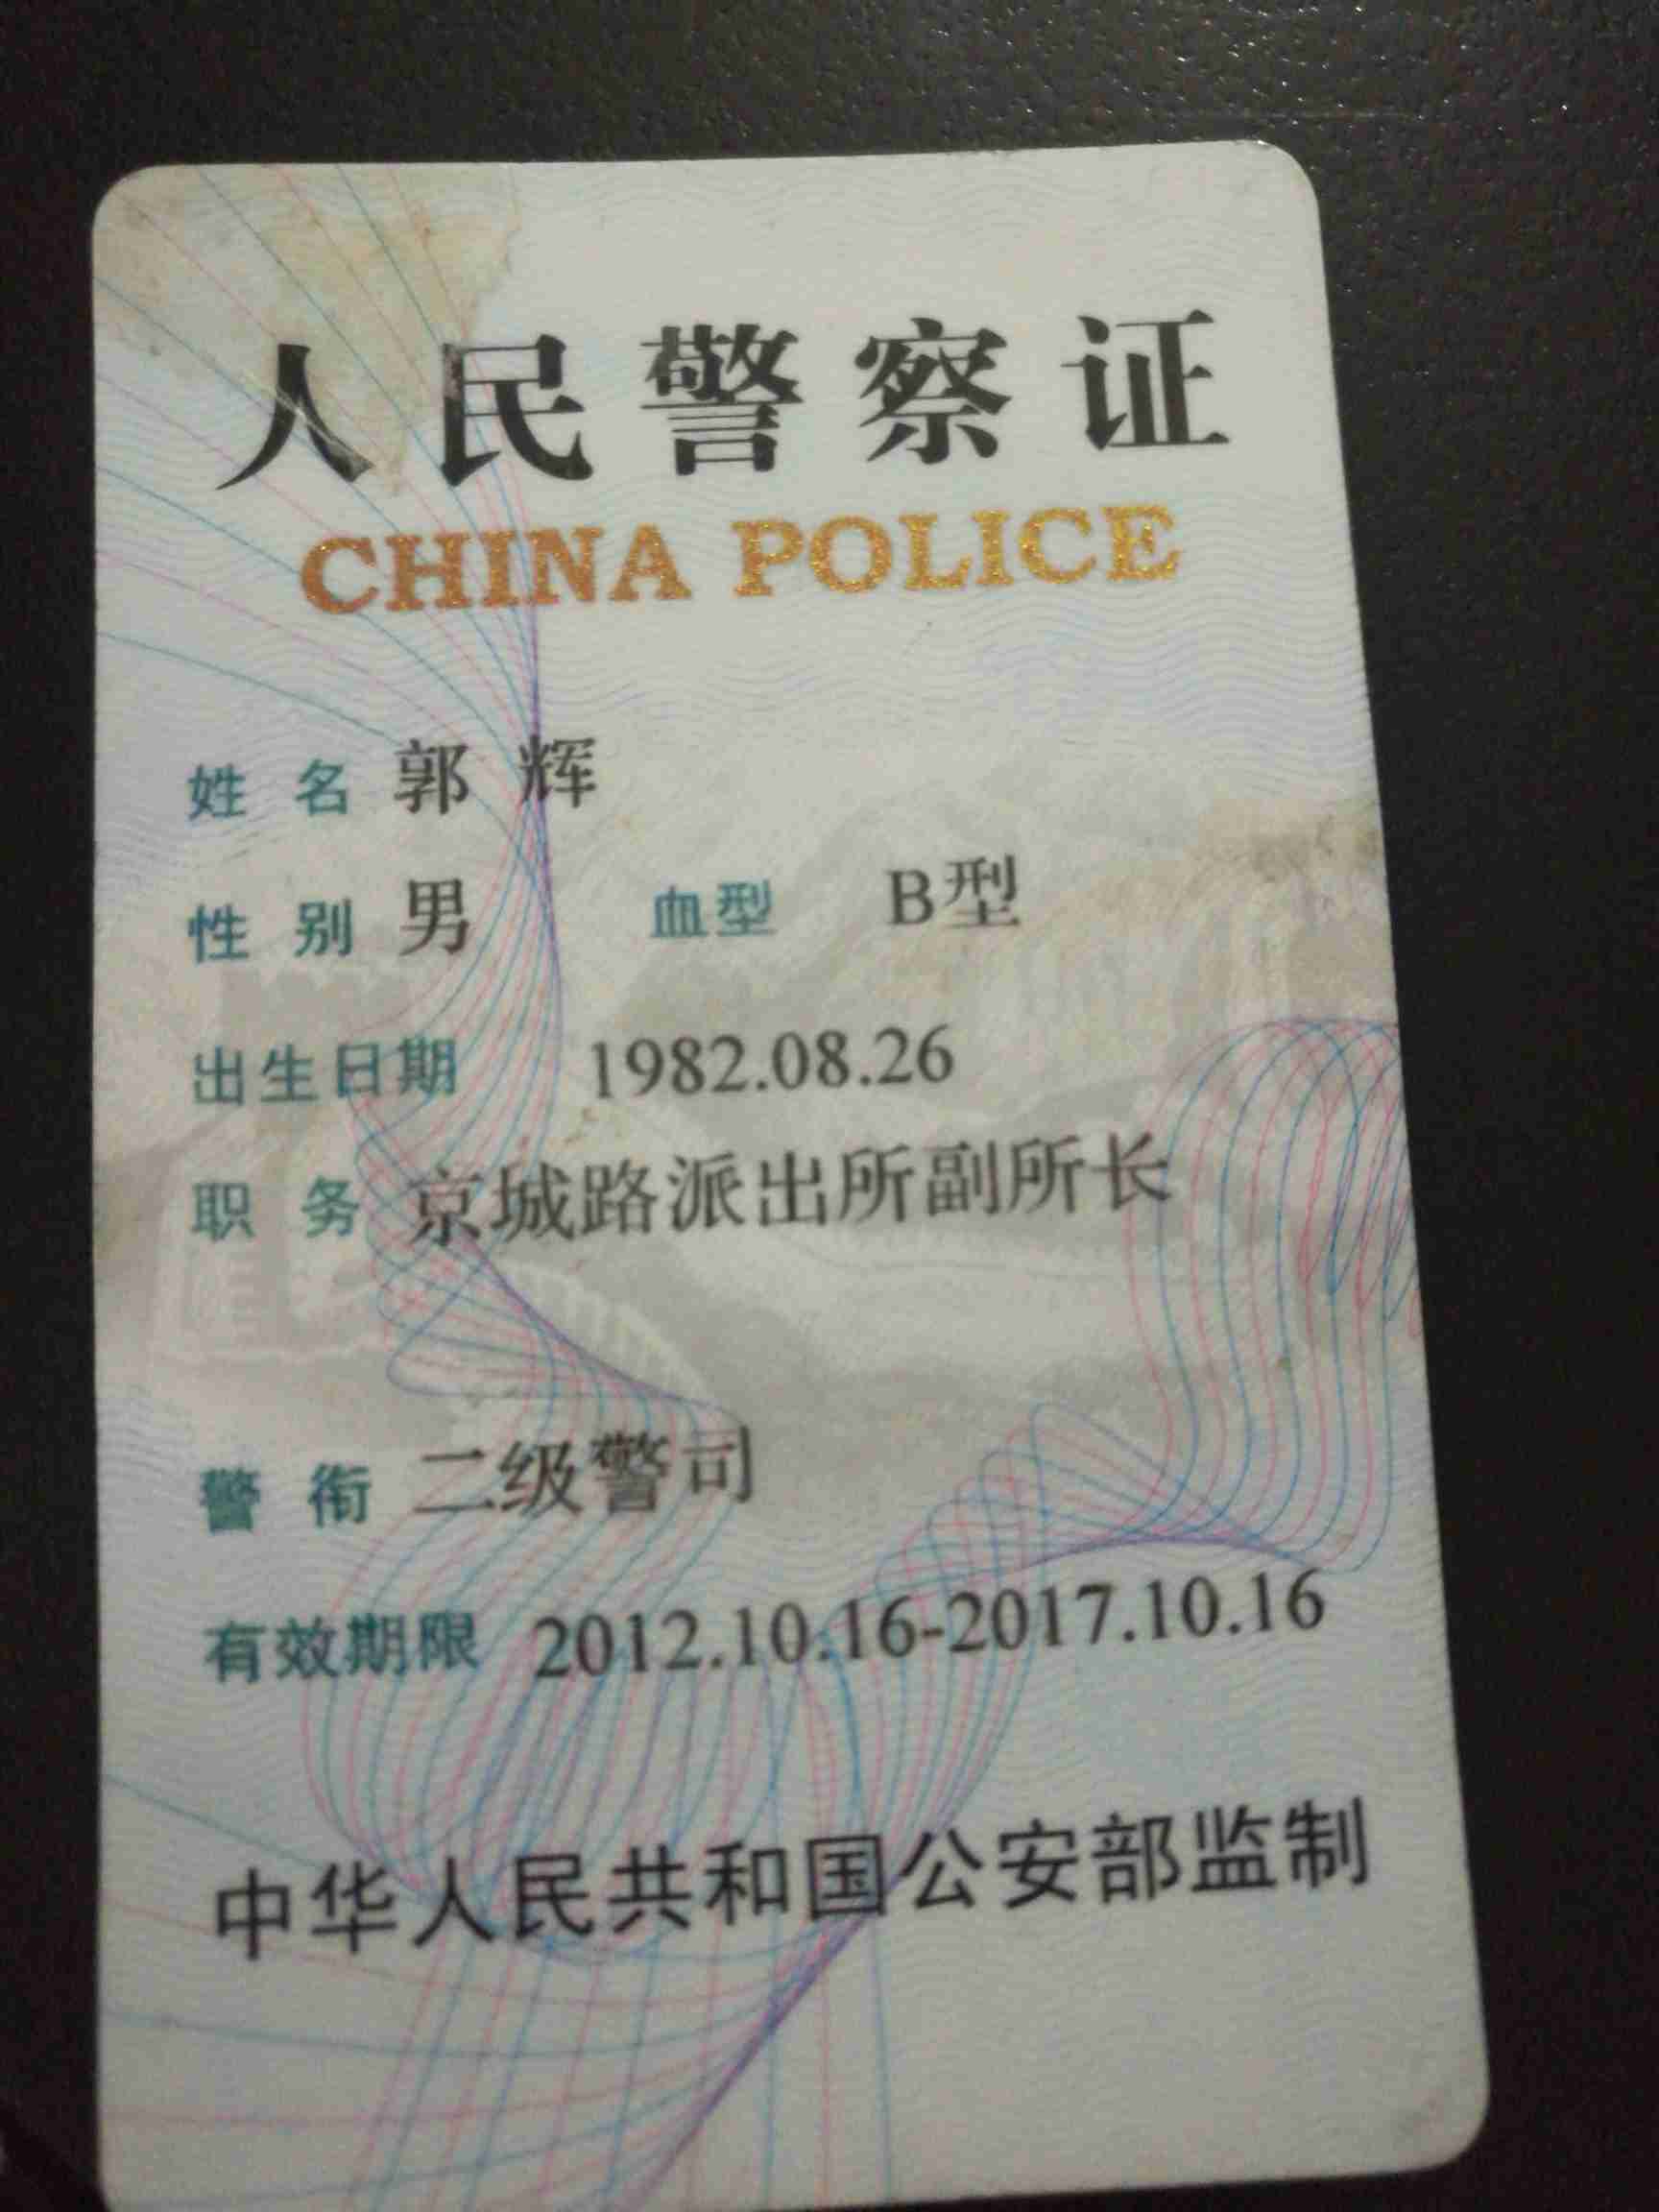 人民警察证
CHINA POLICE
姓名 郭辉
性别 男 血型 B型
出生日期 1982.08.26
职务 京城路派出所副所长
警衔 二级警司
有效期限 2012.10.16-2017.10.16
中华人民共和国公安部监制